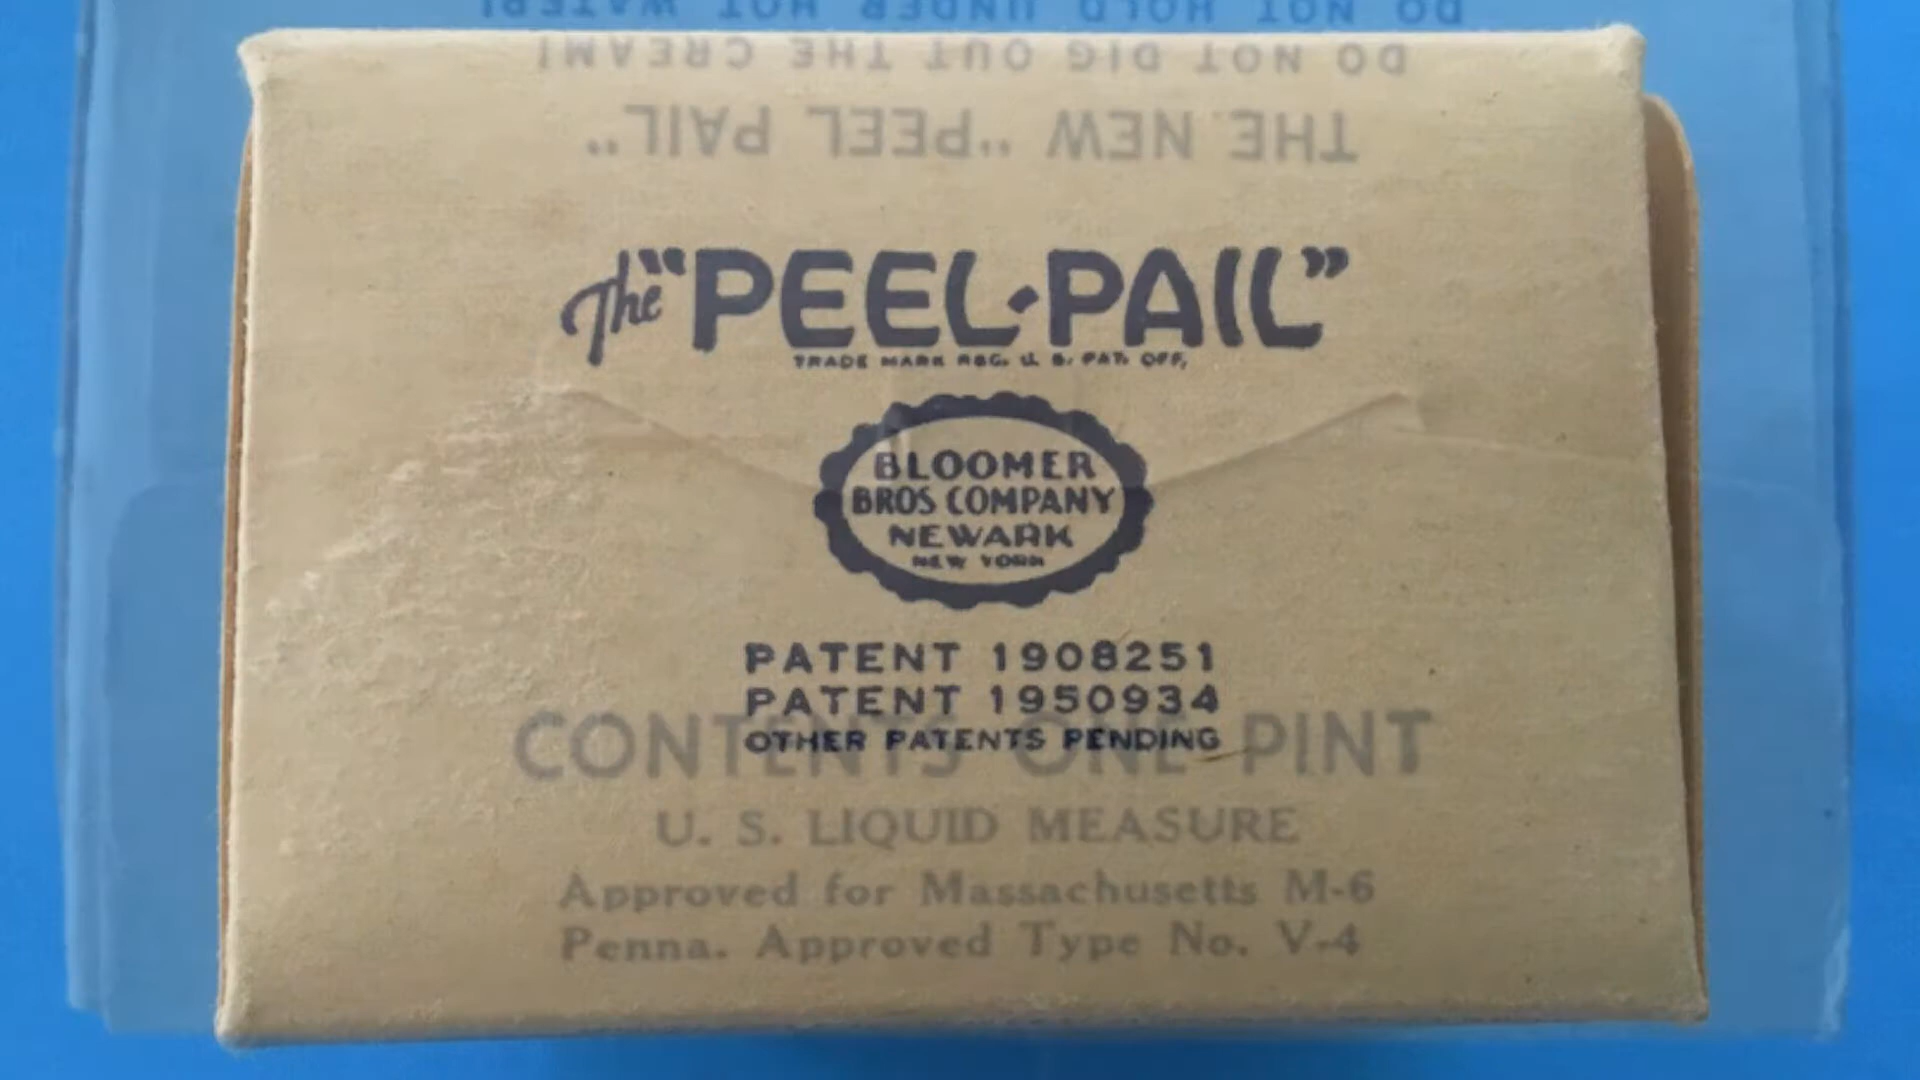 DO NOT HOLD UNDER HOT WATER!
DO NOT DIG OUT THE CREAM!
THE NEW "PEEL PAIL"
The "PEEL-PAIL"
TRADE MARK REG. U. S. PAT. OFF.
BLOOMER
BROS COMPANY
NEWARK
NEW YORK
PATENT 1908251
PATENT 1950934
OTHER PATENTS PENDING
CONTENTS ONE PINT
U. S. LIQUID MEASURE
Approved for Massachusetts M-6
Penna. Approved Type No. V-4